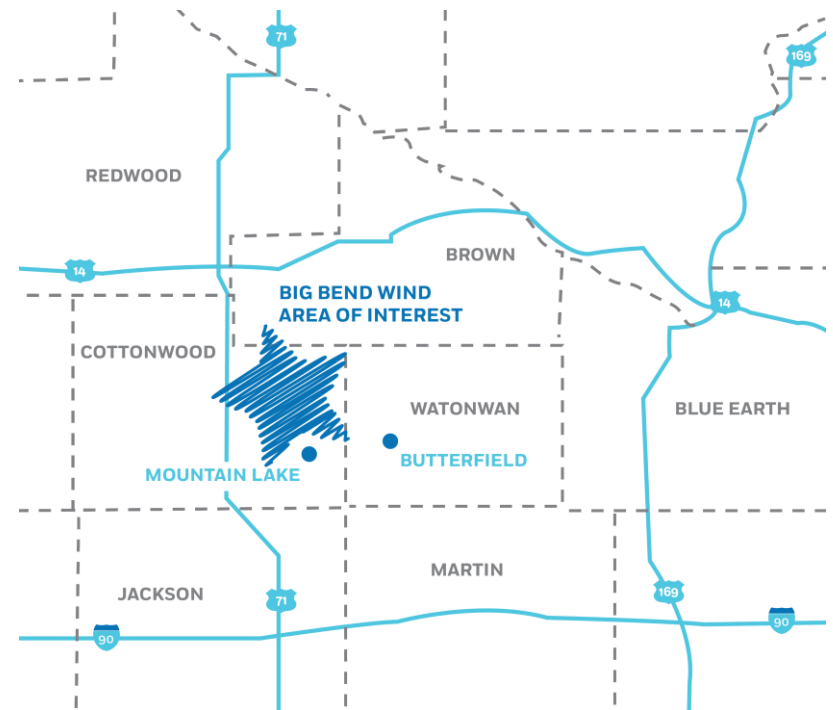 71
169
REDWOOD
BROWN
14
BIG BEND WIND
AREA OF INTEREST
14
COTTONWOOD
WATONWAN
BLUE EARTH
BUTTERFIELD
MOUNTAIN LAKE
MARTIN
JACKSON
71
169
90
90